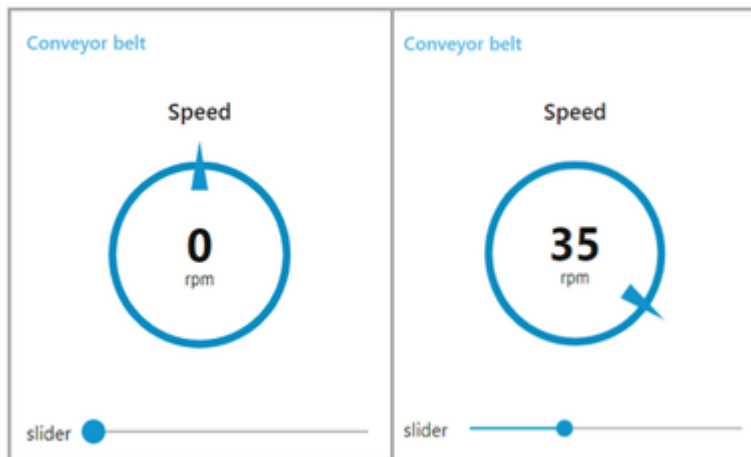 Conveyor belt
Speed
0
rpm
slider
Conveyor belt
Speed
35
rpm
slider